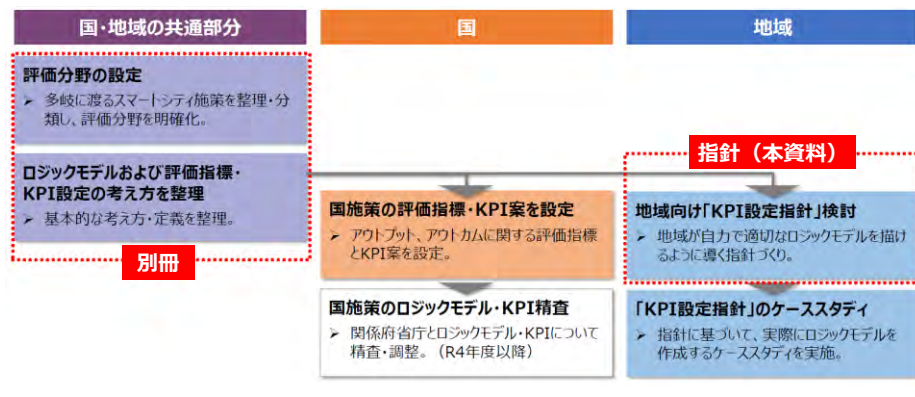 国・地域の共通部分
評価分野の設定
➢ 多岐に渡るスマートシティ施策を整理・分
類し、評価分野を明確化。
ロジックモデルおよび評価指標・
KPI設定の考え方を整理
➢ 基本的な考え方・定義を整理。
別冊
国
国施策の評価指標・KPI案を設定
➢ アウトプット、アウトカムに関する評価指標
とKPI案を設定。
国施策のロジックモデル・KPI精査
➢ 関係府省庁とロジックモデル・KPIについて
精査・調整。（R4年度以降）
地域
指針（本資料）
地域向け「KPI設定指針」検討
➢ 地域が自力で適切なロジックモデルを描け
るように導く指針づくり。
「KPI設定指針」のケーススタディ
➢ 指針に基づいて、実際にロジックモデルを
作成するケーススタディを実施。